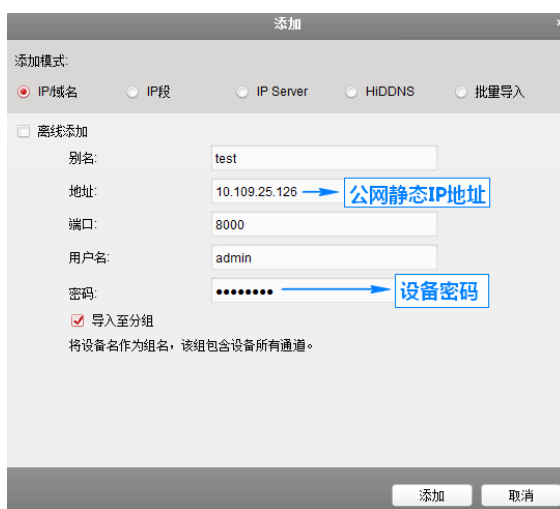 添加
添加模式:
IP/域名 IP段 IP Server HiDDNS 批量导入
离线添加
别名: test
地址: 10.109.25.126 公网静态IP地址
端口: 8000
用户名: admin
密码: ●●●●●●●● 设备密码
导入至分组
将设备名作为组名，该组包含设备所有通道。
添加 取消